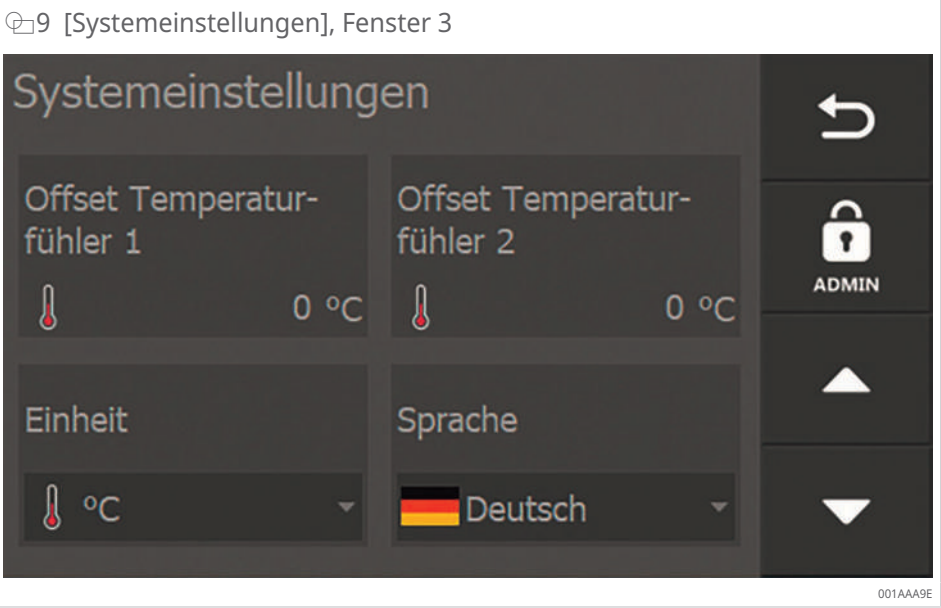 9 [Systemeinstellungen], Fenster 3
Systemeinstellungen
Offset Temperatur-
fühler 1
0 °C
Offset Temperatur-
fühler 2
0 °C
ADMIN
Einheit
°C
Sprache
Deutsch
001AAA9E